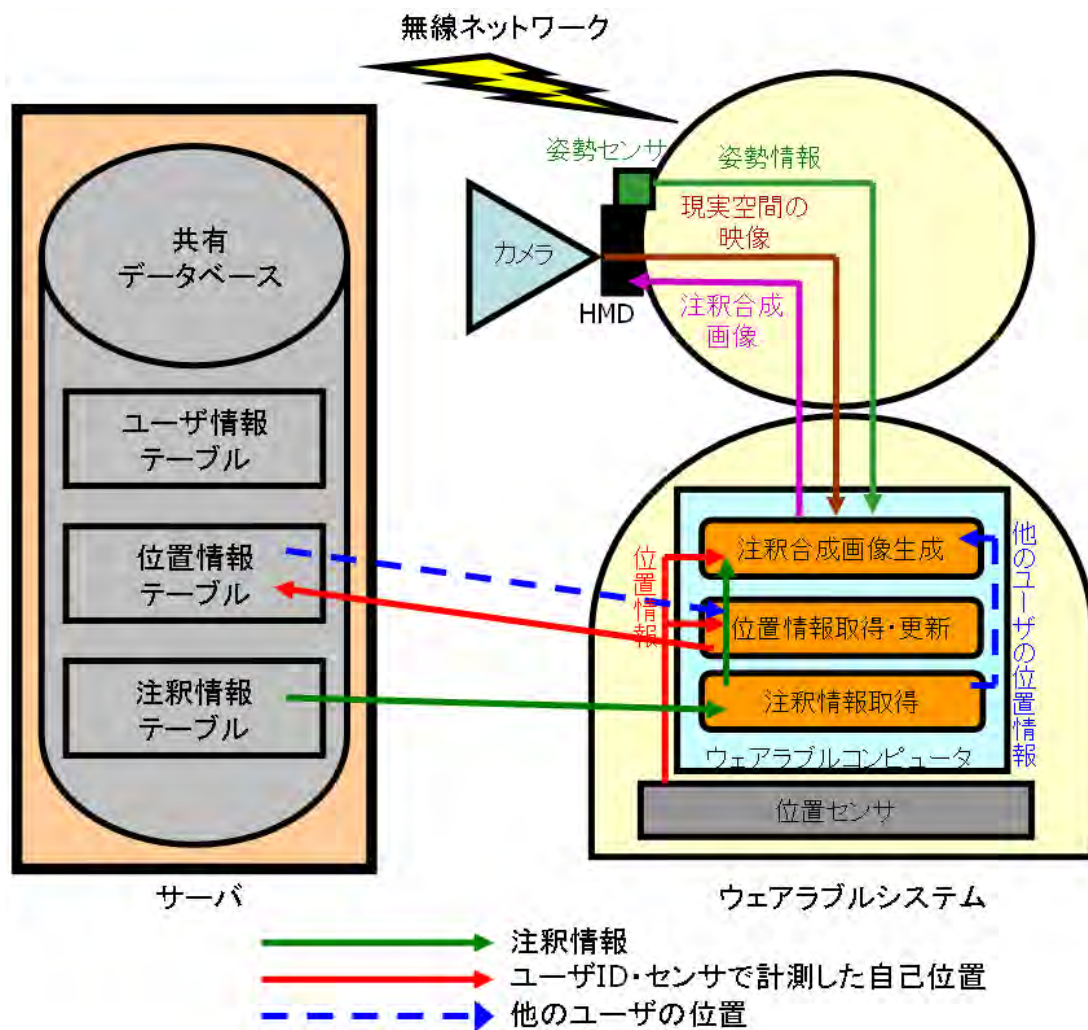 無線ネットワーク
姿勢センサ
姿勢情報
共有
データベース
カメラ
現実空間の
映像
HMD
注釈合成
画像
ユーザ情報
テーブル
位置情報
テーブル
注釈情報
テーブル
位置情報
注釈合成画像生成
位置情報取得・更新
注釈情報取得
他のユーザの位置情報
ウェアラブルコンピュータ
位置センサ
サーバ
ウェアラブルシステム
注釈情報
ユーザID・センサで計測した自己位置
他のユーザの位置